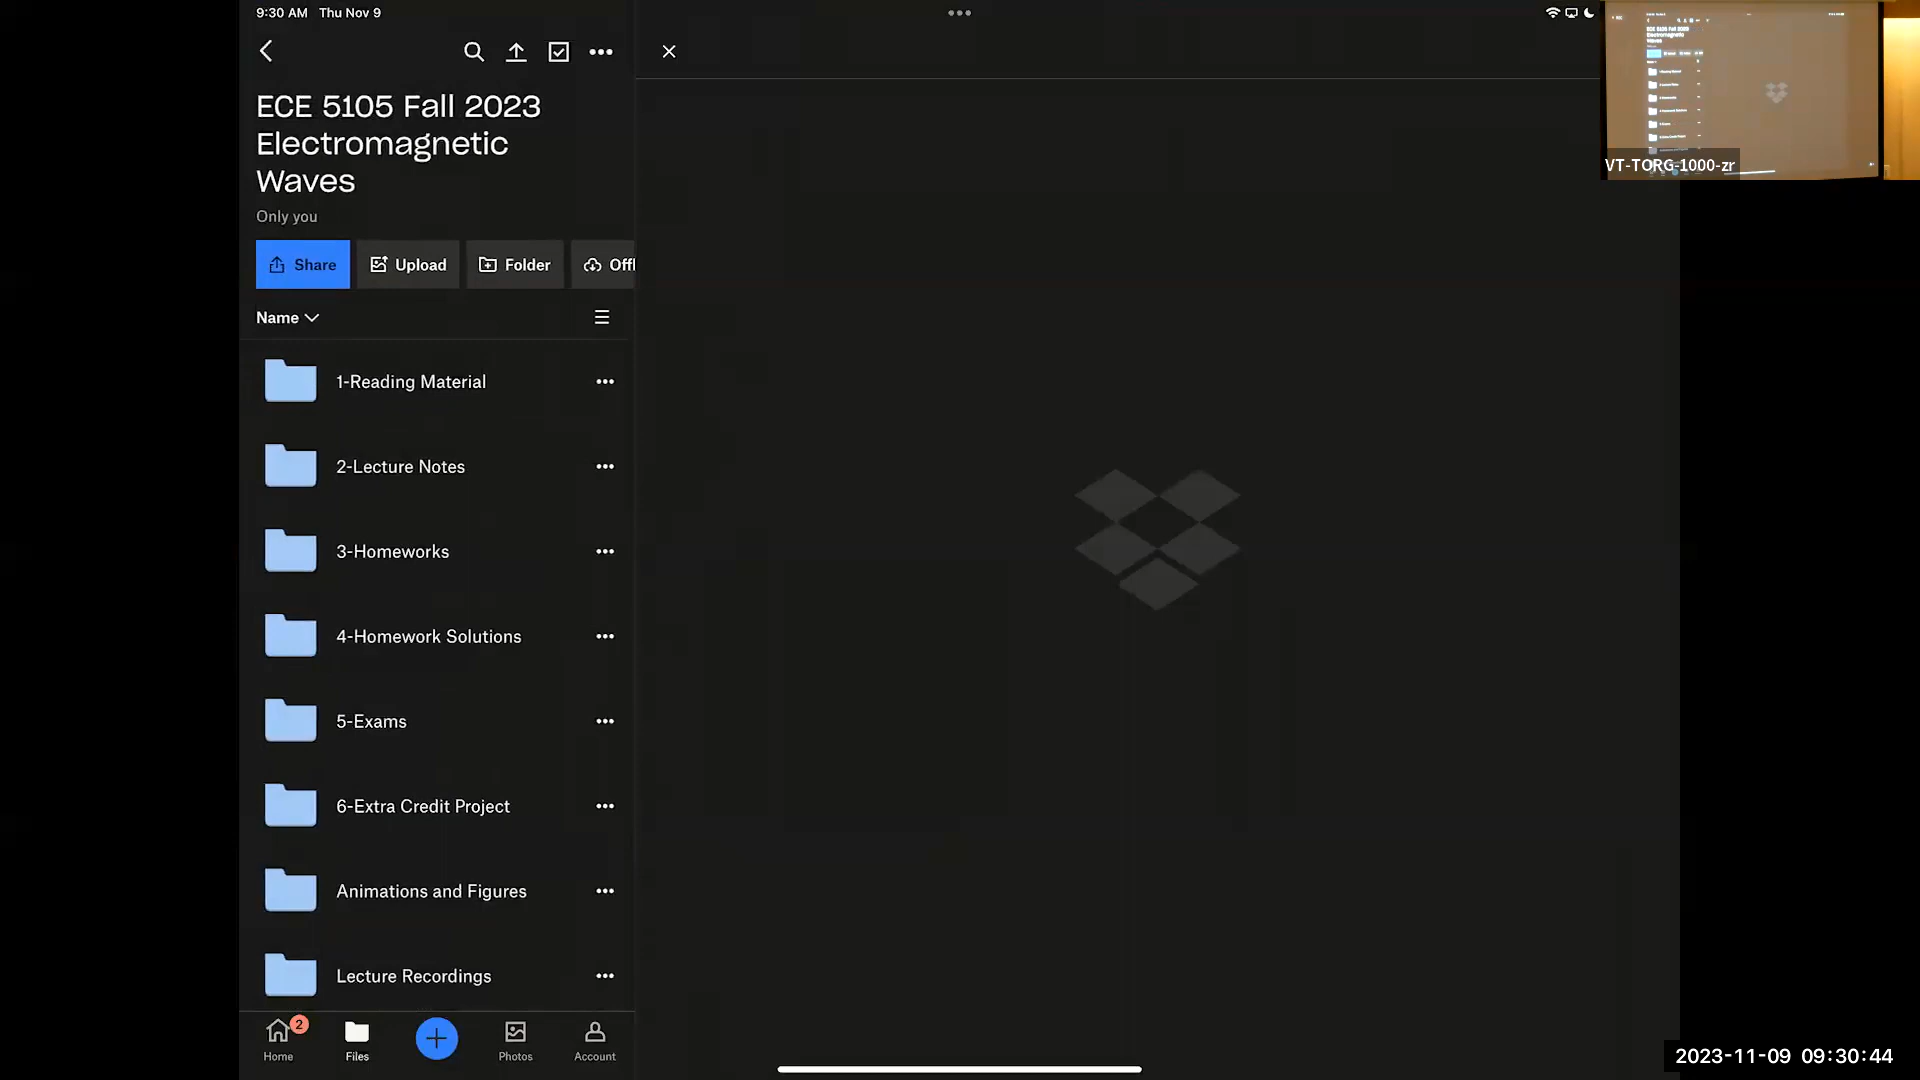 9:30 AM Thu Nov 9
ECE 5105 Fall 2023
Electromagnetic
Waves
Only you
Share
Upload
Folder
Offl
Name
1-Reading Material
2-Lecture Notes
3-Homeworks
4-Homework Solutions
5-Exams
6-Extra Credit Project
Animations and Figures
Lecture Recordings
2
Home
Files
Photos
Account
VT-TORG-1000-zr
2023-11-09 09:30:44